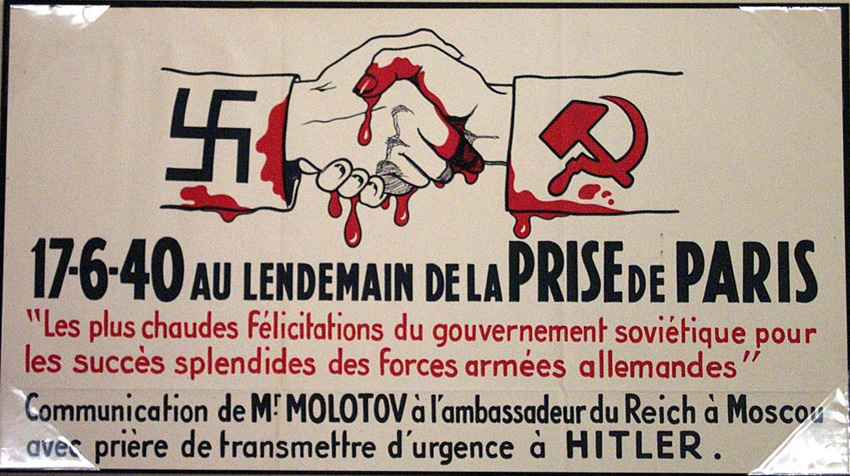 17-6-40 AU LENDEMAIN DE LA PRISE DE PARIS
"Les plus chaudes félicitations du gouvernement soviétique pour
les succès splendides des forces armées allemandes"
Communication de Mr MOLOTOV à l'ambassadeur du Reich à Moscou
avec prière de transmettre d'urgence à HITLER.